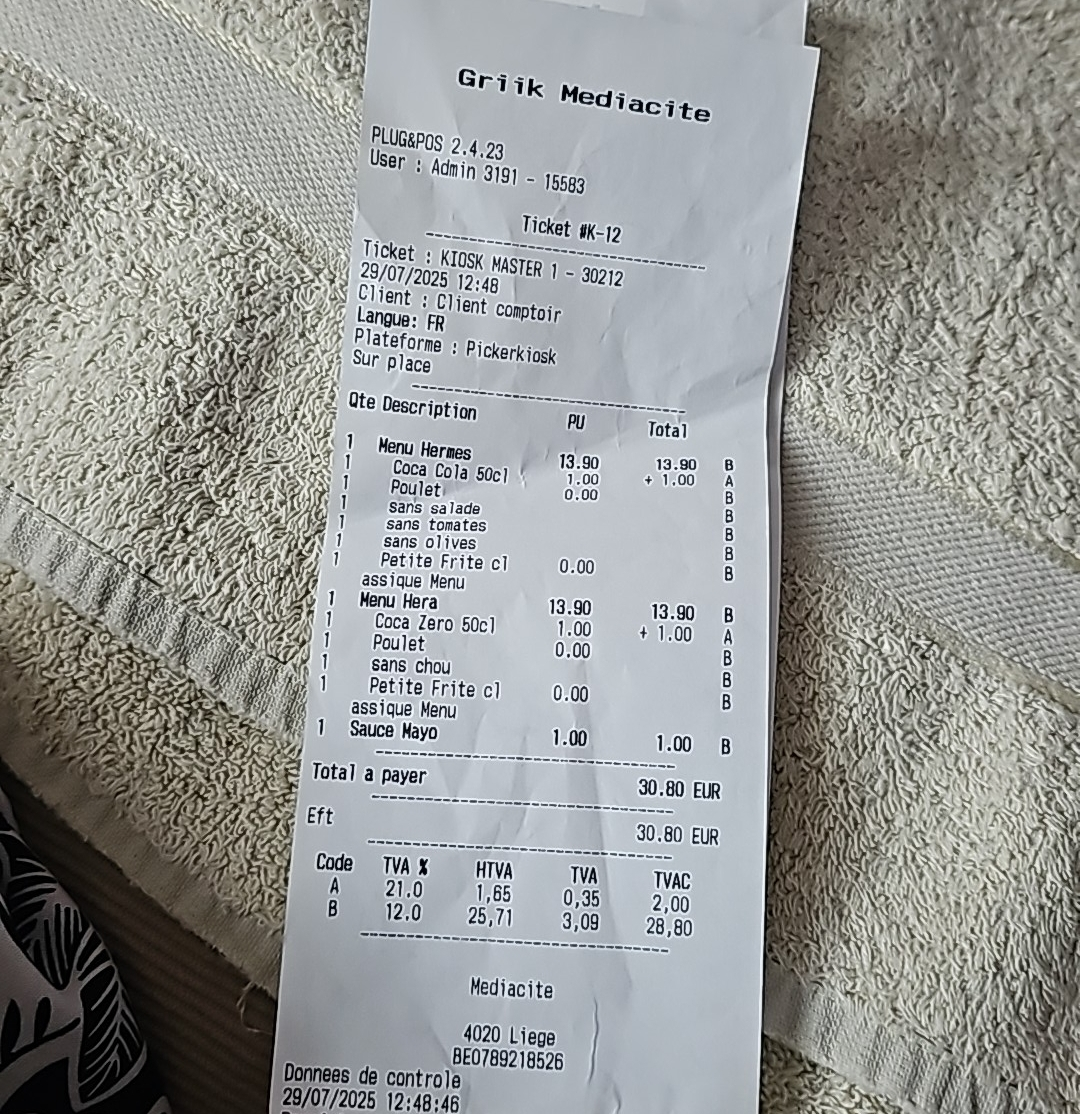 Griik Mediacite
PLUG&POS 2.4.23
User : Admin 3191 - 15583
Ticket #K-12
Ticket : KIOSK MASTER 1 - 30212
29/07/2025 12:48
Client : Client comptoir
Langue: FR
Plateforme : Pickerkiosk
Sur place
Qte Description PU Total
1 Menu Hermes 13.90 13.90 B
1 Coca Cola 50cl 1.00 + 1.00 A
1 Poulet 0.00 B
1 sans salade B
1 sans tomates B
1 sans olives B
1 Petite Frite cl 0.00 B
assique Menu
1 Menu Hera 13.90 13.90 B
1 Coca Zero 50cl 1.00 + 1.00 A
1 Poulet 0.00 B
1 sans chou B
1 Petite Frite cl 0.00 B
assique Menu
1 Sauce Mayo 1.00 1.00 B
Total a payer 30.80 EUR
Eft 30.80 EUR
Code TVA % HTVA TVA TVAC
A 21.0 1,65 0,35 2,00
B 12.0 25,71 3,09 28,80
Mediacite
4020 Liege
BE0789218526
Donnees de controle
29/07/2025 12:48:46